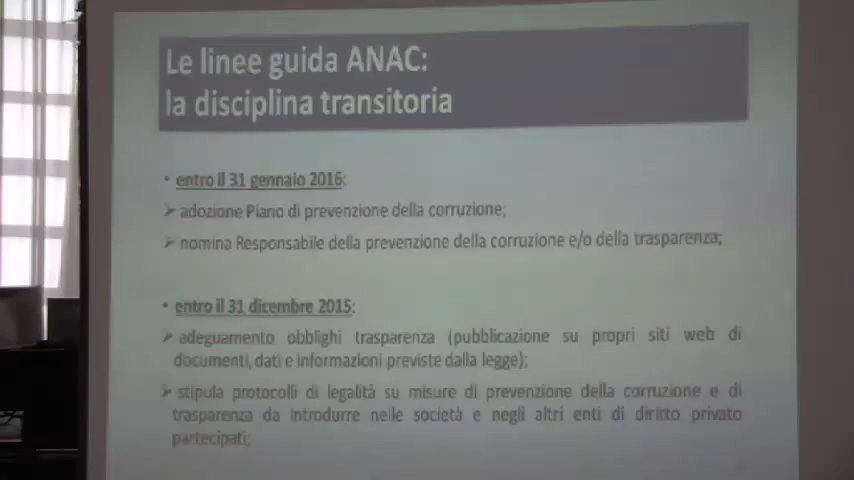 Le linee guida ANAC:
la disciplina transitoria
• entro il 31 gennaio 2016:
➢ adozione Piano di prevenzione della corruzione;
➢ nomina Responsabile della prevenzione della corruzione e/o della trasparenza;
• entro il 31 dicembre 2015:
➢ adeguamento obblighi trasparenza (pubblicazione su propri siti web di
documenti, dati e informazioni previste dalla legge);
➢ stipula protocolli di legalità su misure di prevenzione della corruzione e di
trasparenza da introdurre nelle società e negli altri enti di diritto privato
partecipati;